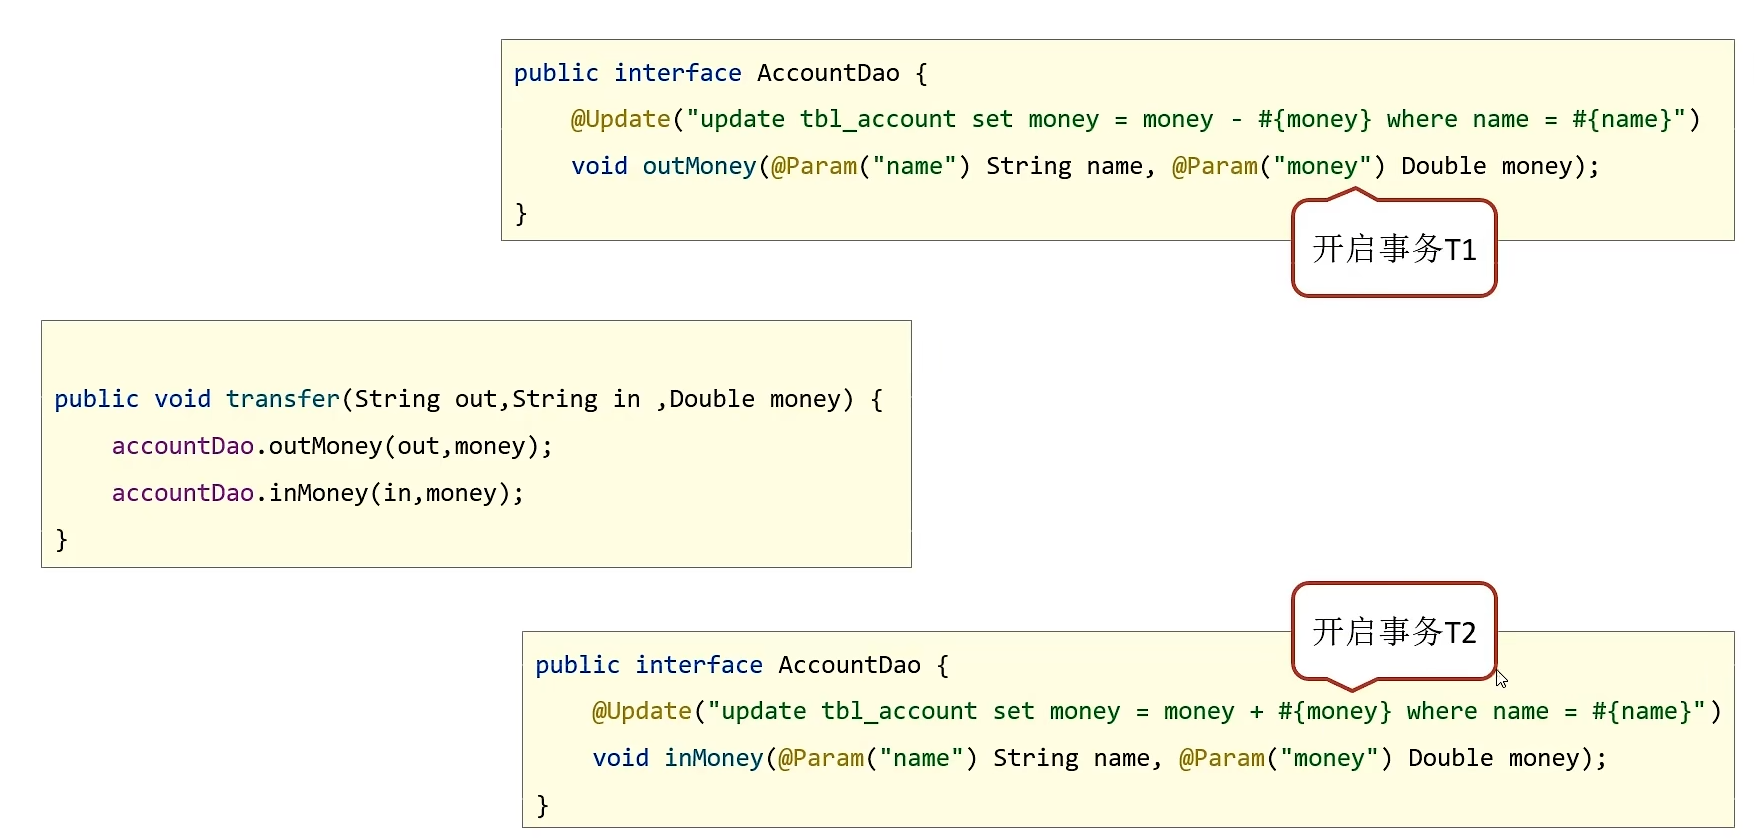 public interface AccountDao {
@Update("update tbl_account set money = money - #{money} where name = #{name}")
void outMoney(@Param("name") String name, @Param("money") Double money);
}
开启事务T1
public void transfer(String out,String in ,Double money) {
accountDao.outMoney(out,money);
accountDao.inMoney(in,money);
}
开启事务T2
public interface AccountDao {
@Update("update tbl_account set money = money + #{money} where name = #{name}")
void inMoney(@Param("name") String name, @Param("money") Double money);
}